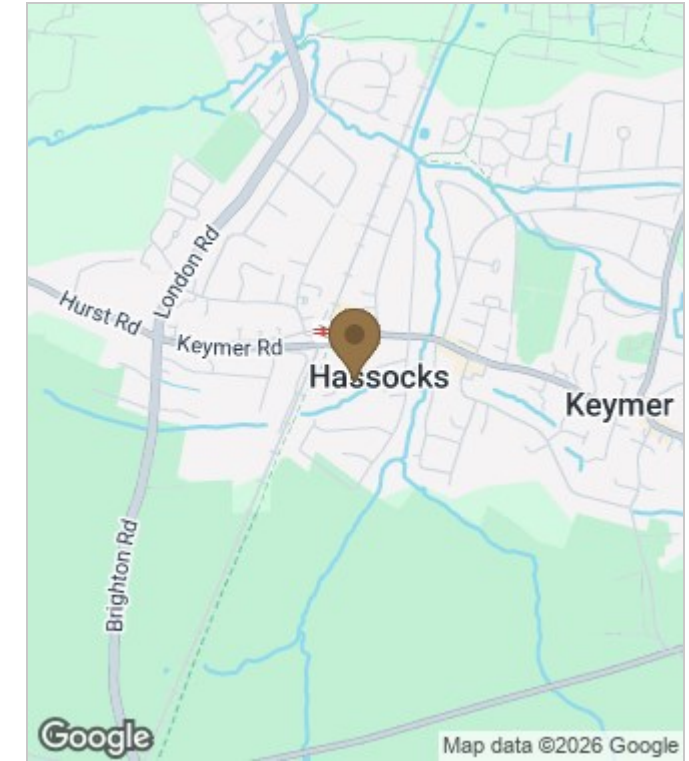 London Rd
Hurst Rd
Keymer Rd
Hassocks
Keymer
Brighton Rd
Google
Map data ©2026 Google